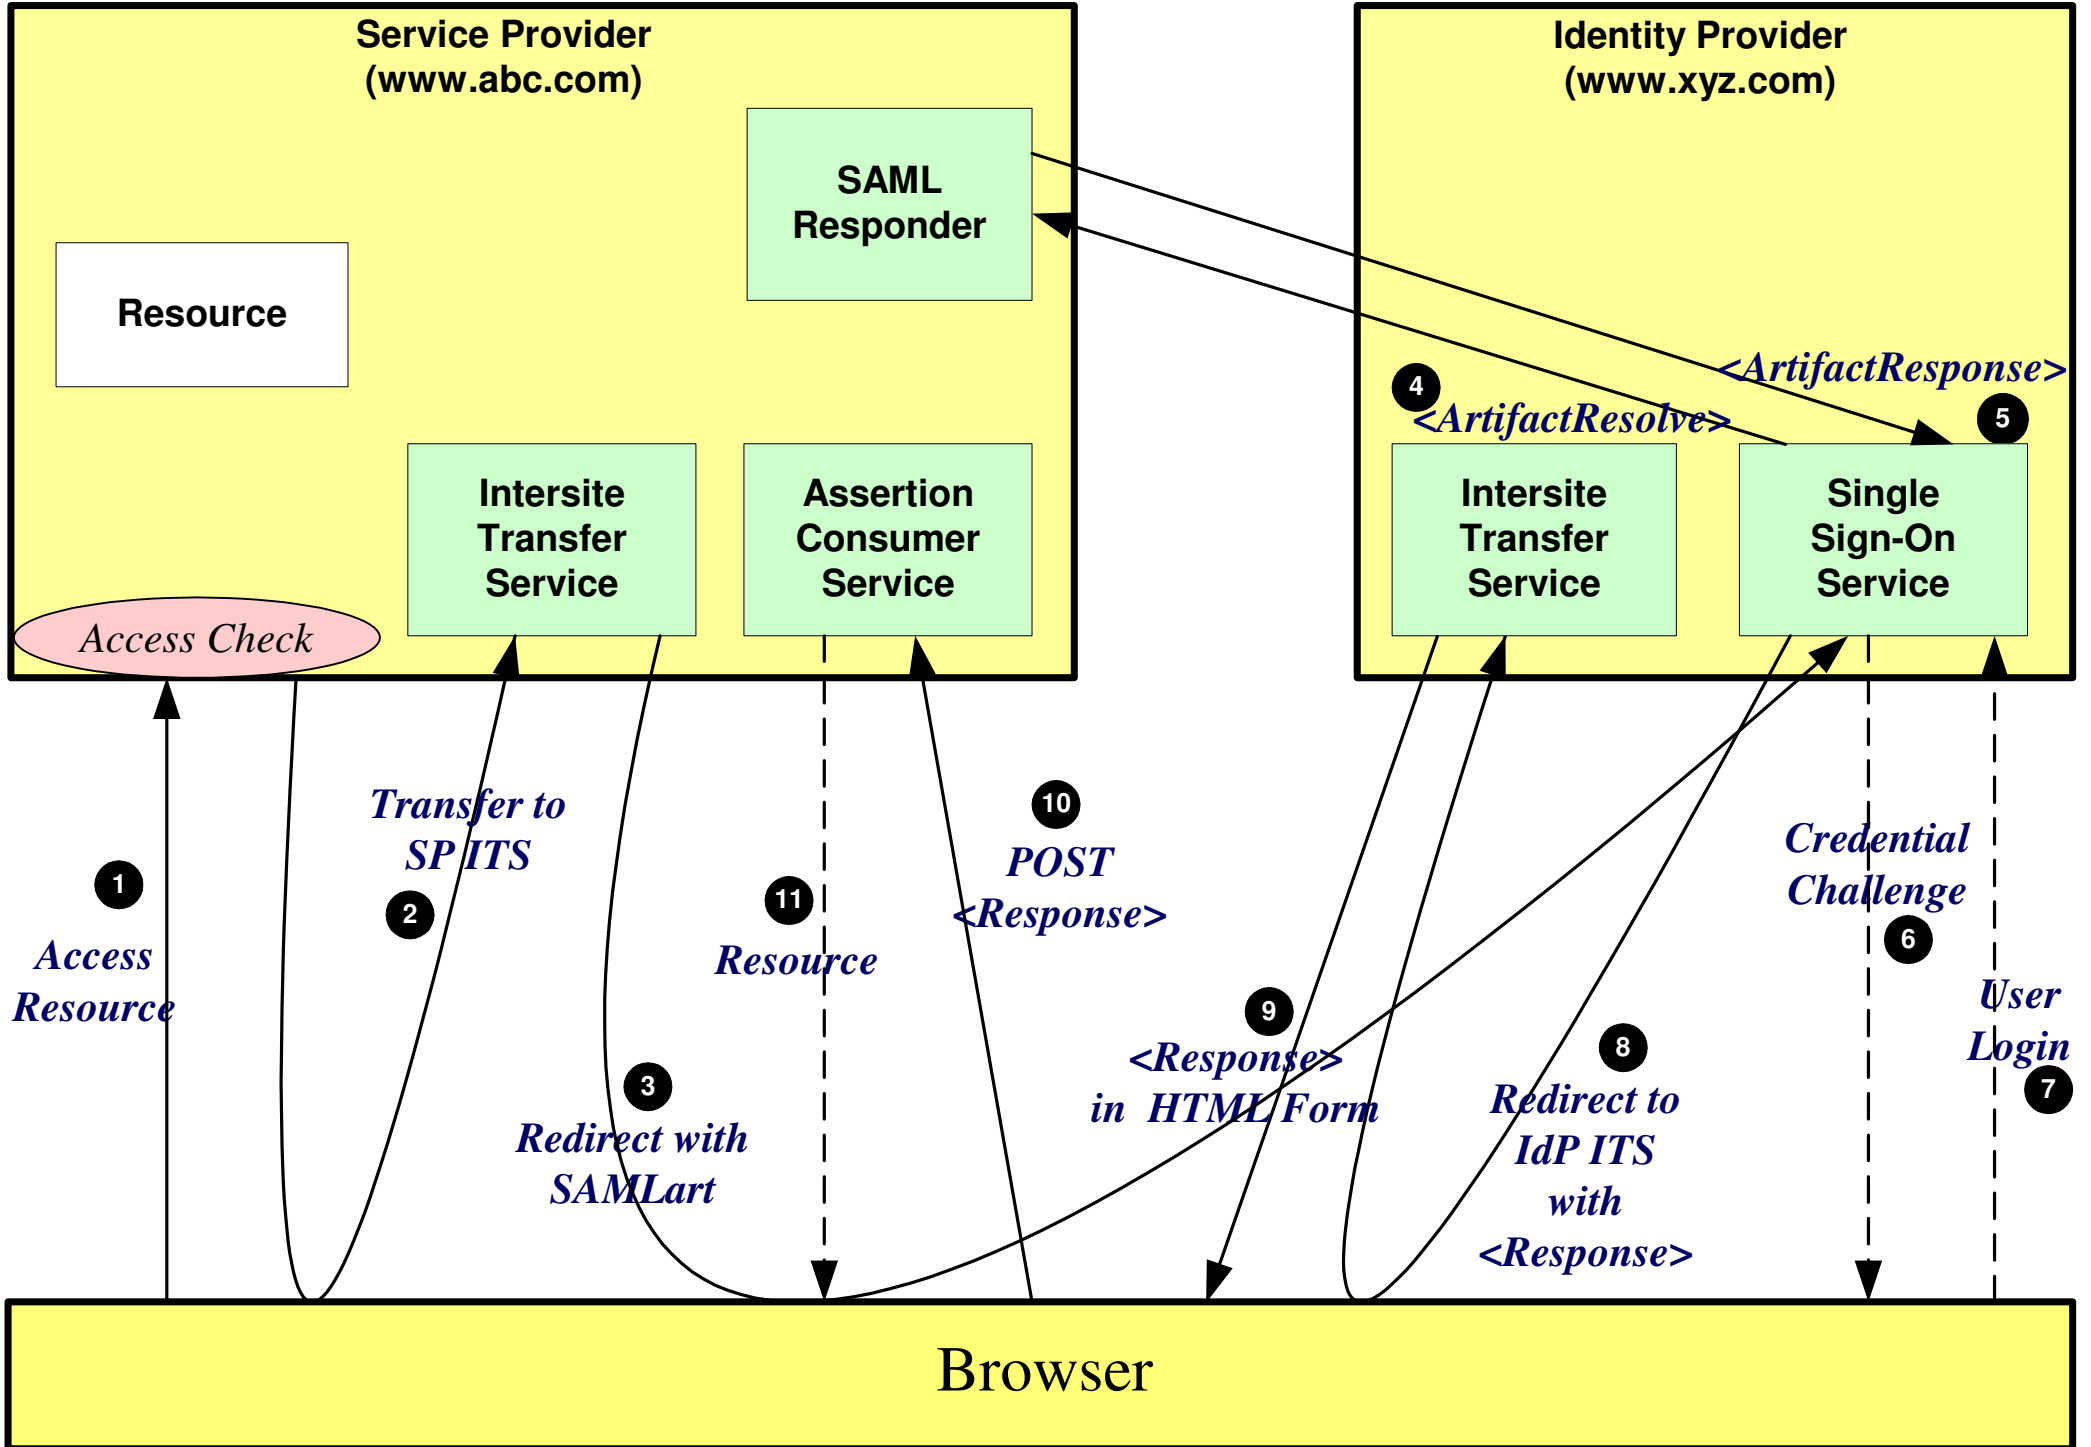 Service Provider
(www.abc.com)
Identity Provider
(www.xyz.com)
SAML
Responder
Resource
<ArtifactResponse>
4
<ArtifactResolve>
5
Intersite
Transfer
Service
Assertion
Consumer
Service
Intersite
Transfer
Service
Single
Sign-On
Service
Access Check
Transfer to
SP ITS
2
1
Access
Resource
10
POST
<Response>
11
Resource
Credential
Challenge
6
User
Login
7
9
<Response>
in HTML Form
8
Redirect to
IdP ITS
with
<Response>
3
Redirect with
SAMLart
Browser